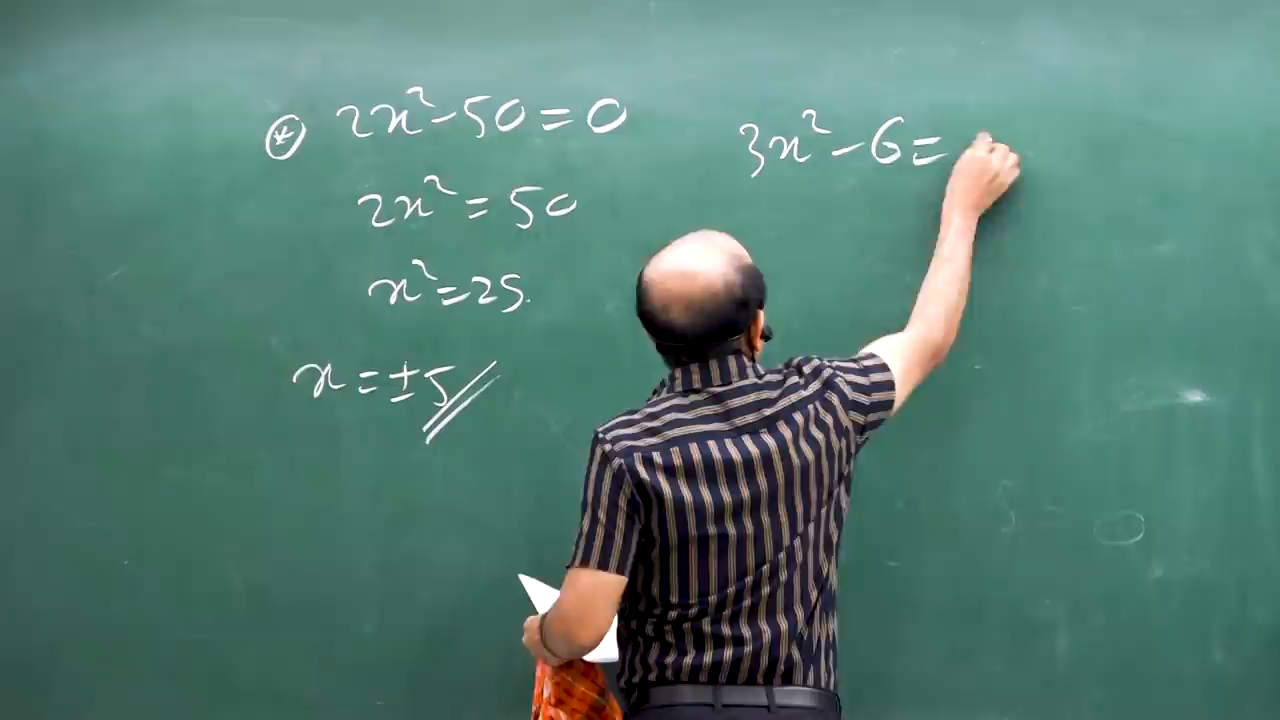 ⊛ 2x²-50=0
2x²=50
x²=25.
x=±5
3x²-6=